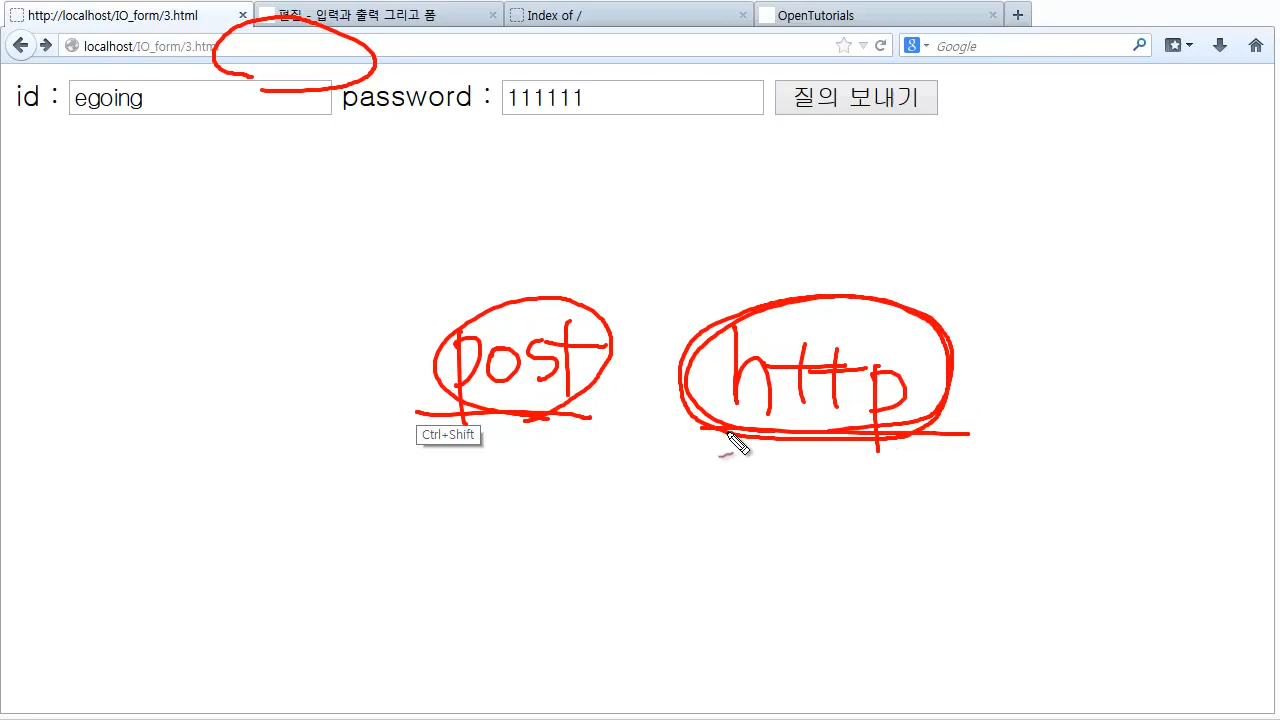 http://localhost/IO_form/3.html
편집 - 입력과 출력 그리고 폼
Index of /
OpenTutorials
localhost/IO_form/3.html
Google
id : egoing password : 111111 질의 보내기
post http
Ctrl+Shift